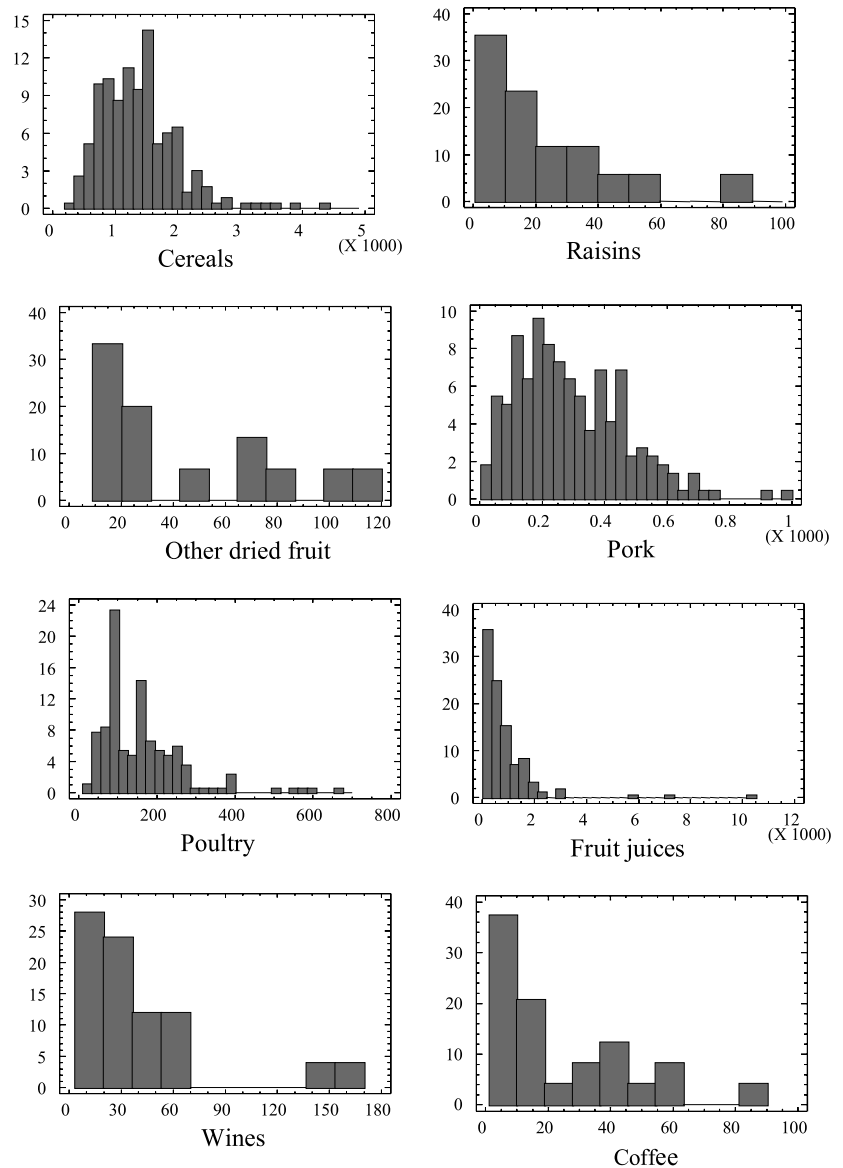 15
12
9
6
3
0
0 1 2 3 4 5
(X 1000)
Cereals
40
30
20
10
0
0 20 40 60 80 100
Raisins
40
30
20
10
0
0 20 40 60 80 100 120
Other dried fruit
10
8
6
4
2
0
0 0.2 0.4 0.6 0.8 1
(X 1000)
Pork
24
20
16
12
8
4
0
0 200 400 600 800
Poultry
40
30
20
10
0
0 2 4 6 8 10 12
(X 1000)
Fruit juices
30
25
20
15
10
5
0
0 30 60 90 120 150 180
Wines
40
30
20
10
0
0 20 40 60 80 100
Coffee